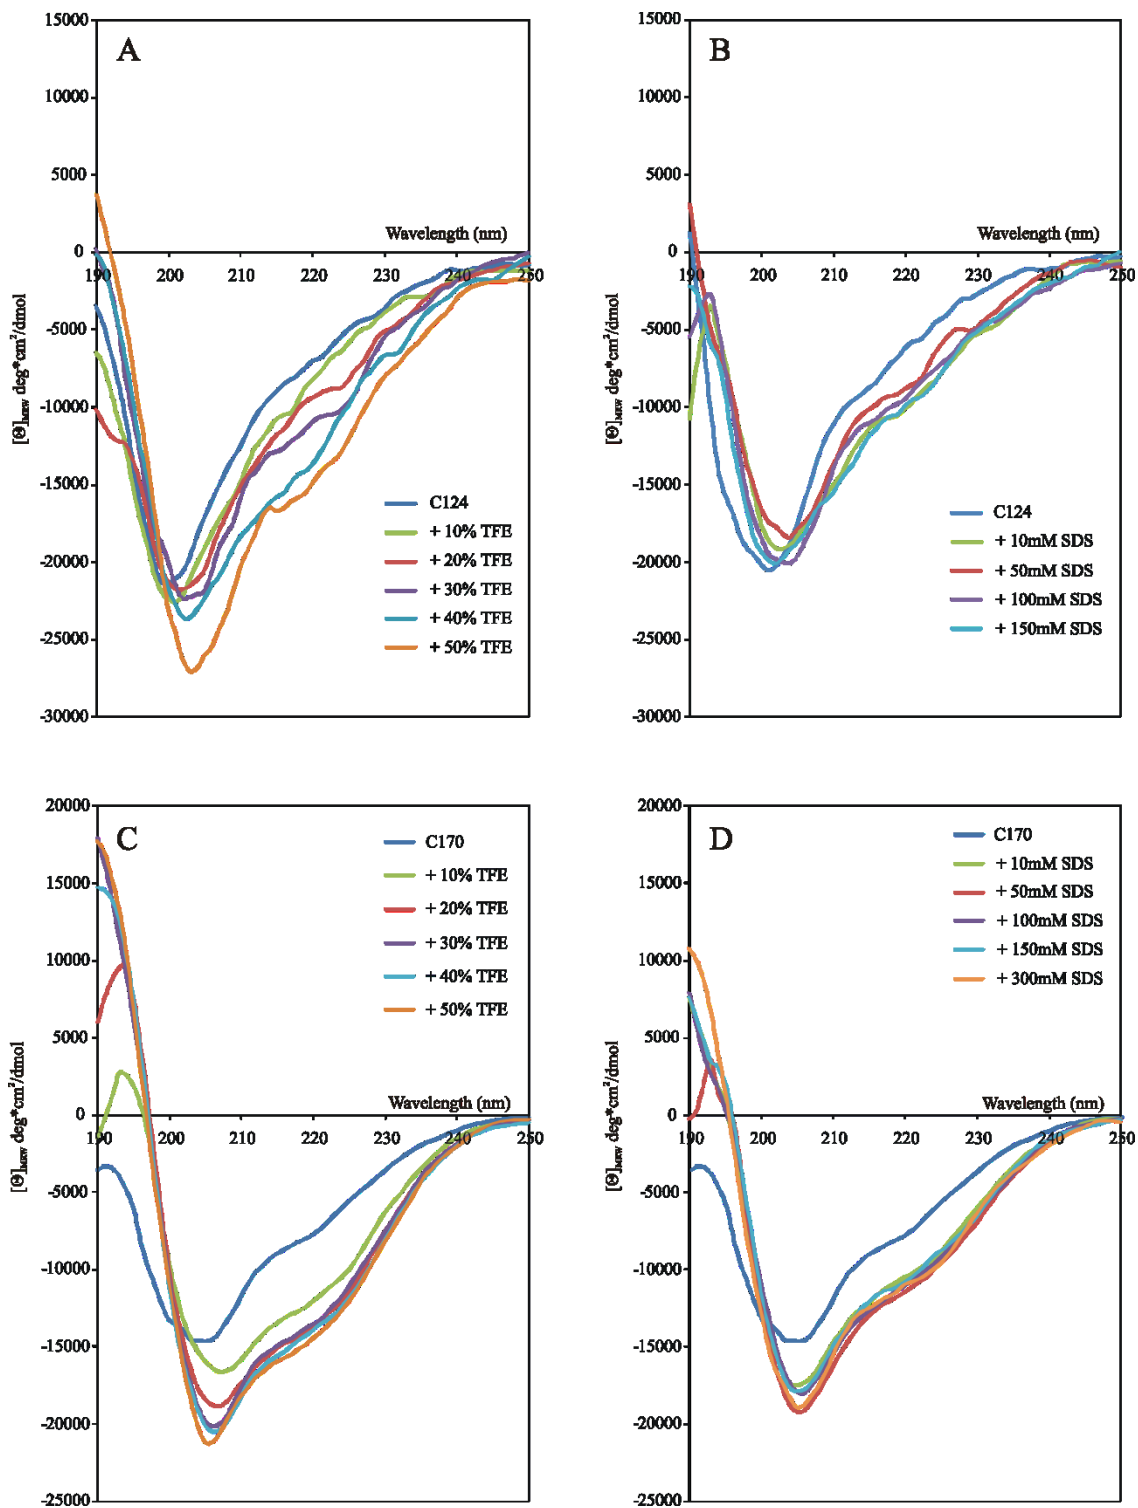 A
15000
10000
5000
0
-5000
-10000
-15000
-20000
-25000
-30000
Wavelength (nm)
190 200 210 220 230 240 250
[Θ]MRW deg*cm²/dmol
C124
+ 10% TFE
+ 20% TFE
+ 30% TFE
+ 40% TFE
+ 50% TFE
B
15000
10000
5000
0
-5000
-10000
-15000
-20000
-25000
-30000
Wavelength (nm)
190 200 210 220 230 240 250
[Θ]MRW deg*cm²/dmol
C124
+ 10mM SDS
+ 50mM SDS
+ 100mM SDS
+ 150mM SDS
C
20000
15000
10000
5000
0
-5000
-10000
-15000
-20000
-25000
Wavelength (nm)
190 200 210 220 230 240 250
[Θ]MRW deg*cm²/dmol
C170
+ 10% TFE
+ 20% TFE
+ 30% TFE
+ 40% TFE
+ 50% TFE
D
20000
15000
10000
5000
0
-5000
-10000
-15000
-20000
-25000
Wavelength (nm)
190 200 210 220 230 240 250
[Θ]MRW deg*cm²/dmol
C170
+ 10mM SDS
+ 50mM SDS
+ 100mM SDS
+ 150mM SDS
+ 300mM SDS